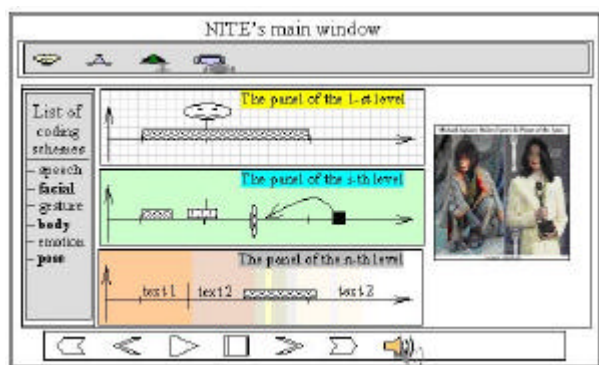 NITE's main window
List of
coding
schemes
speech
facial
gesture
body
emotion
pose
The panel of the 1-st level
The panel of the i-th level
The panel of the n-th level
text1
text2
text3